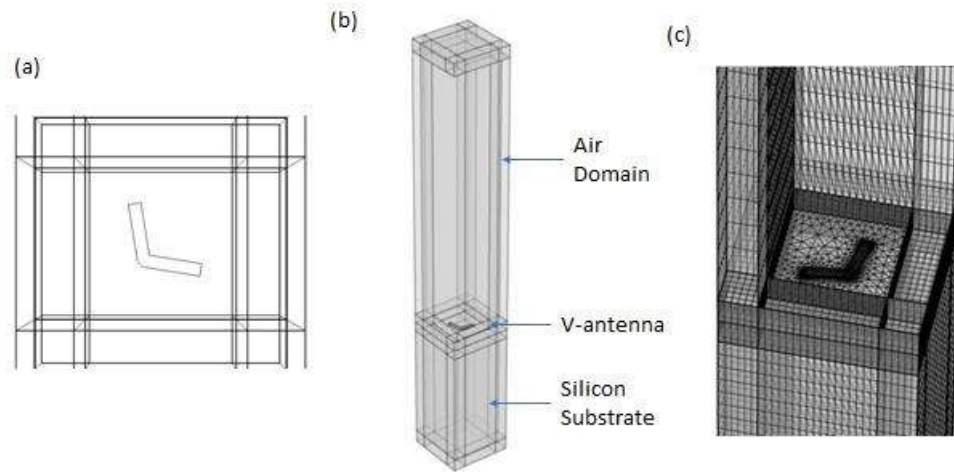 (a)
(b)
Air
Domain
V-antenna
Silicon
Substrate
(c)